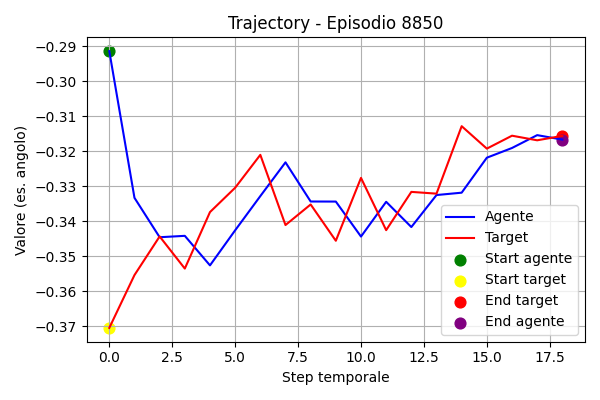 Trajectory - Episodio 8850
Valore (es. angolo)
−0.29
−0.30
−0.31
−0.32
−0.33
−0.34
−0.35
−0.36
−0.37
Agente
Target
Start agente
Start target
End target
End agente
0.0 2.5 5.0 7.5 10.0 12.5 15.0 17.5
Step temporale